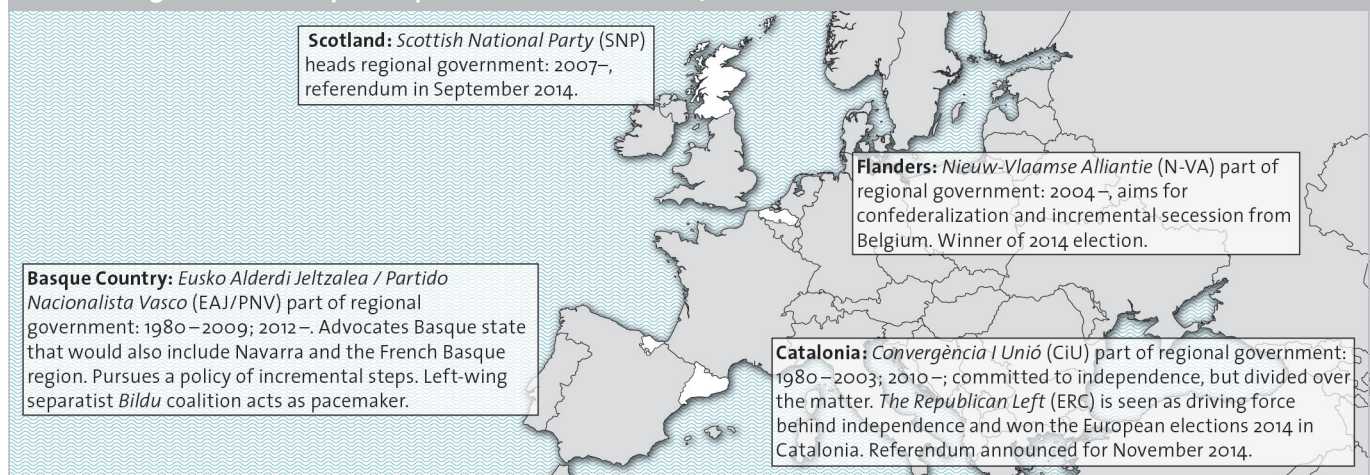 Scotland: Scottish National Party (SNP)
heads regional government: 2007–,
referendum in September 2014.
Flanders: Nieuw-Vlaamse Alliantie (N-VA) part of
regional government: 2004–, aims for
confederalization and incremental secession from
Belgium. Winner of 2014 election.
Basque Country: Eusko Alderdi Jeltzalea / Partido
Nacionalista Vasco (EAJ/PNV) part of regional
government: 1980–2009; 2012–. Advocates Basque state
that would also include Navarra and the French Basque
region. Pursues a policy of incremental steps. Left-wing
separatist Bildu coalition acts as pacemaker.
Catalonia: Convergència I Unió (CiU) part of regional government:
1980–2003; 2010–; committed to independence, but divided over
the matter. The Republican Left (ERC) is seen as driving force
behind independence and won the European elections 2014 in
Catalonia. Referendum announced for November 2014.